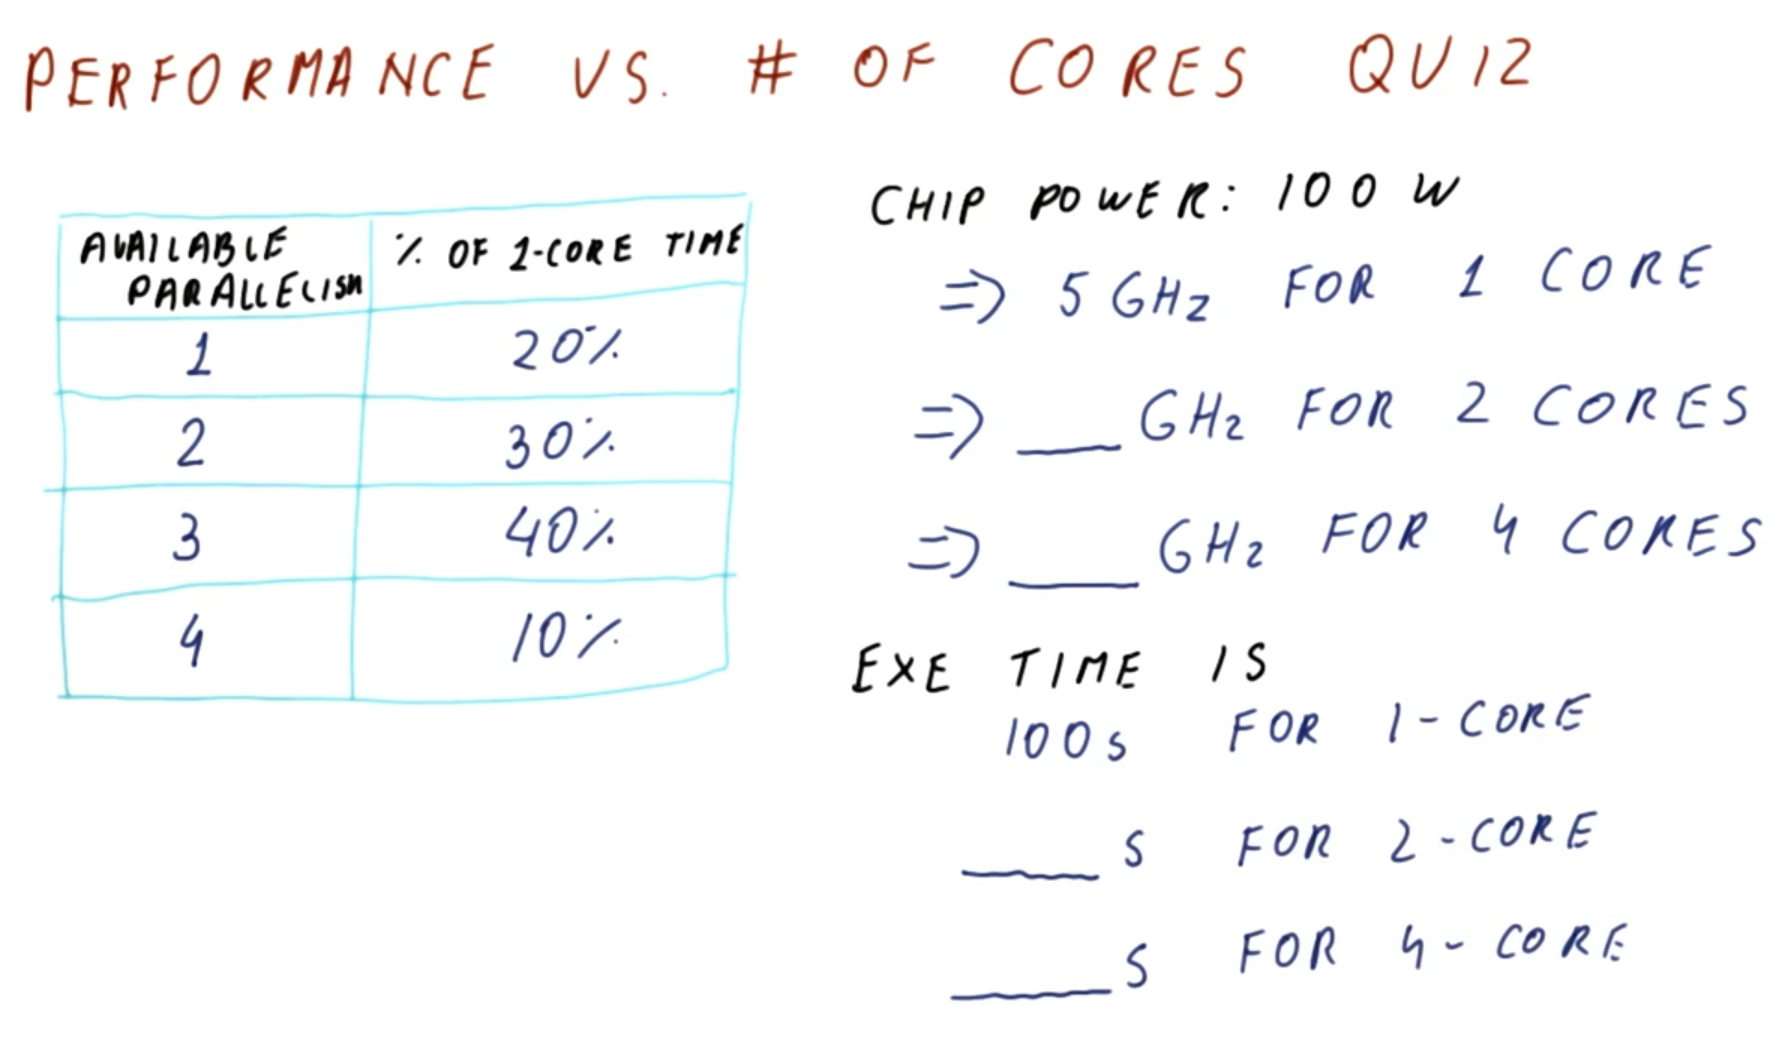 PERFORMANCE VS. # OF CORES QUIZ
AVAILABLE PARALLELISM % OF 1-CORE TIME
1 20%
2 30%
3 40%
4 10%
CHIP POWER: 100 W
=> 5 GHz FOR 1 CORE
=> ___ GHz FOR 2 CORES
=> ___ GHz FOR 4 CORES
EXE TIME IS
100s FOR 1-CORE
___ s FOR 2-CORE
___ s FOR 4-CORE